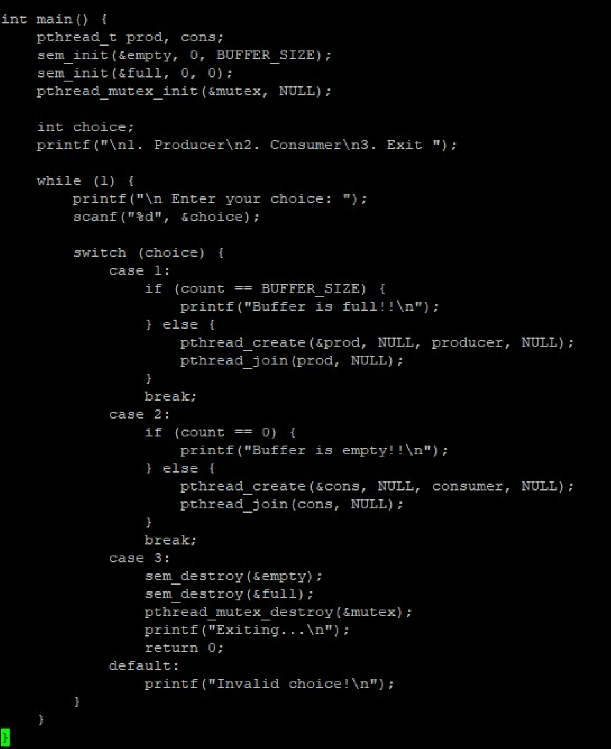 int main() {
    pthread_t prod, cons;
    sem_init(&empty, 0, BUFFER_SIZE);
    sem_init(&full, 0, 0);
    pthread_mutex_init(&mutex, NULL);

    int choice;
    printf("\n1. Producer\n2. Consumer\n3. Exit ");

    while (1) {
        printf("\n Enter your choice: ");
        scanf("%d", &choice);

        switch (choice) {
            case 1:
                if (count == BUFFER_SIZE) {
                    printf("Buffer is full!!\n");
                } else {
                    pthread_create(&prod, NULL, producer, NULL);
                    pthread_join(prod, NULL);
                }
                break;
            case 2:
                if (count == 0) {
                    printf("Buffer is empty!!\n");
                } else {
                    pthread_create(&cons, NULL, consumer, NULL);
                    pthread_join(cons, NULL);
                }
                break;
            case 3:
                sem_destroy(&empty);
                sem_destroy(&full);
                pthread_mutex_destroy(&mutex);
                printf("Exiting...\n");
                return 0;
            default:
                printf("Invalid choice!\n");
        }
    }
}